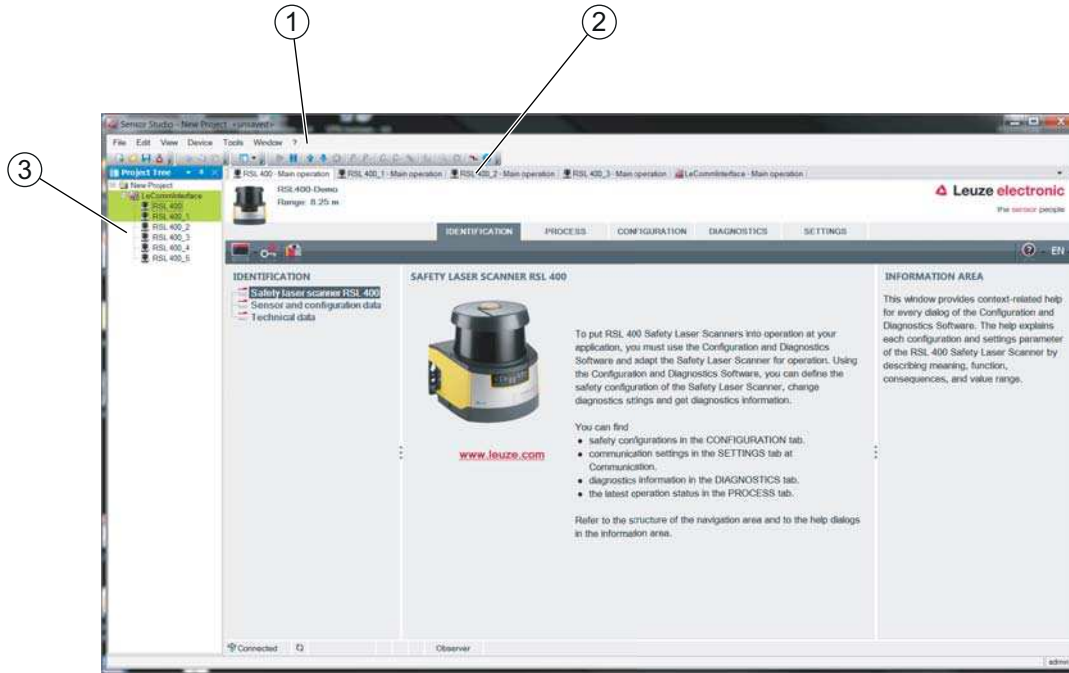 1
2
3
Sensor Studio - New Project <unsaved>
File Edit View Device Tools Window ?
Project Tree
New Project
LeCommInterface
RSL 400
RSL 400_1
RSL 400_2
RSL 400_3
RSL 400_4
RSL 400_5
RSL 400 - Main operation
RSL 400_1 - Main operation
RSL 400_2 - Main operation
RSL 400_3 - Main operation
LeCommInterface - Main operation
RSL400-Demo
Range: 8.25 m
Leuze electronic
the sensor people
IDENTIFICATION PROCESS CONFIGURATION DIAGNOSTICS SETTINGS
? EN
IDENTIFICATION
Safety laser scanner RSL 400
Sensor and configuration data
Technical data
SAFETY LASER SCANNER RSL 400
www.leuze.com
To put RSL 400 Safety Laser Scanners into operation at your
application, you must use the Configuration and Diagnostics
Software and adapt the Safety Laser Scanner for operation. Using
the Configuration and Diagnostics Software, you can define the
safety configuration of the Safety Laser Scanner, change
diagnostics strings and get diagnostics information.
You can find
• safety configurations in the CONFIGURATION tab.
• communication settings in the SETTINGS tab at
Communication.
• diagnostics information in the DIAGNOSTICS tab.
• the latest operation status in the PROCESS tab.
Refer to the structure of the navigation area and to the help dialogs
in the information area.
INFORMATION AREA
This window provides context-related help
for every dialog of the Configuration and
Diagnostics Software. The help explains
each configuration and settings parameter
of the RSL 400 Safety Laser Scanner by
describing meaning, function,
consequences, and value range.
Connected
Observer